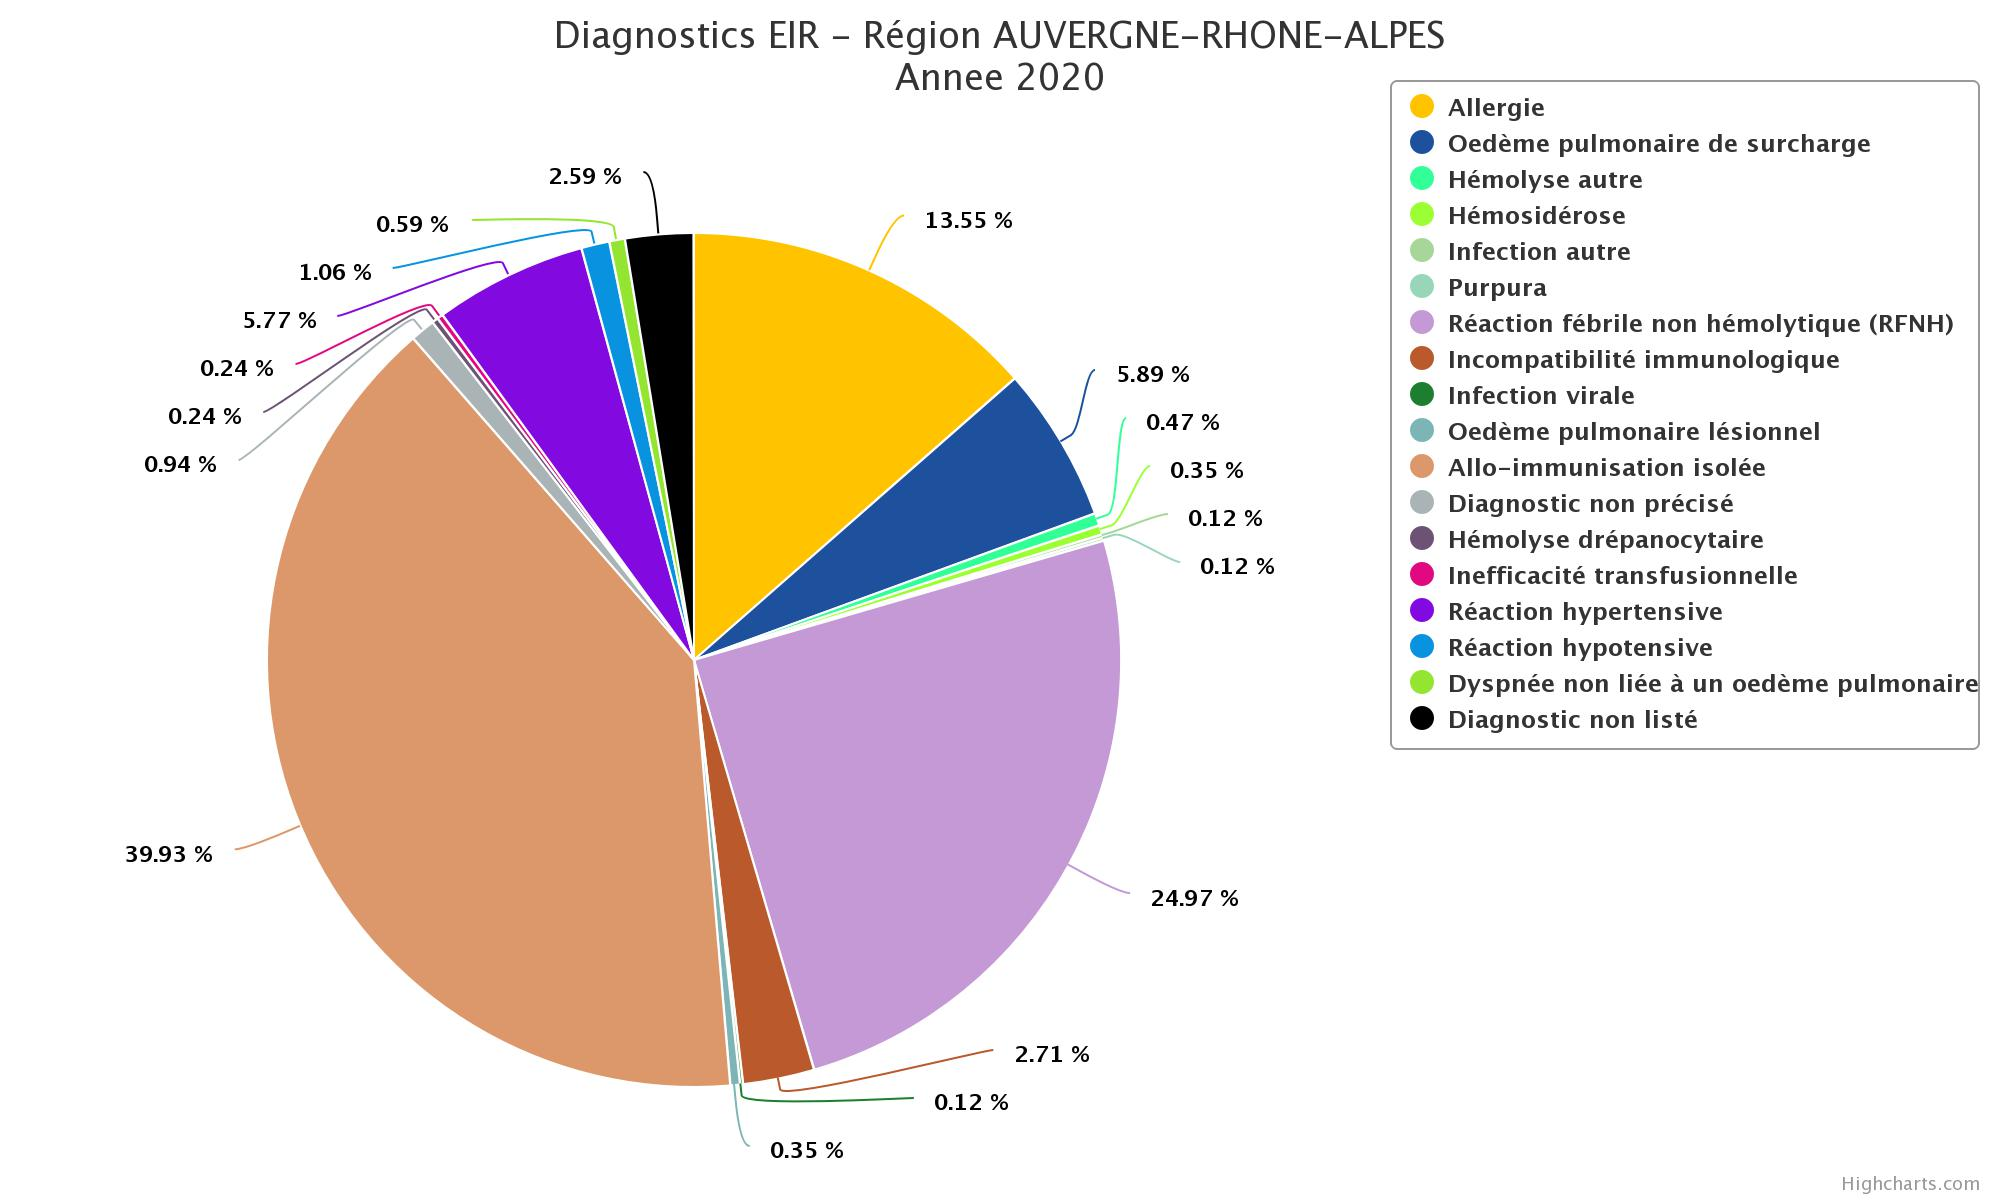 Diagnostics EIR - Région AUVERGNE-RHONE-ALPES
Annee 2020
Allergie
Oedème pulmonaire de surcharge
Hémolyse autre
Hémosidérose
Infection autre
Purpura
Réaction fébrile non hémolytique (RFNH)
Incompatibilité immunologique
Infection virale
Oedème pulmonaire lésionnel
Allo-immunisation isolée
Diagnostic non précisé
Hémolyse drépanocytaire
Inefficacité transfusionnelle
Réaction hypertensive
Réaction hypotensive
Dyspnée non liée à un oedème pulmonaire
Diagnostic non listé
13.55 %
5.89 %
0.47 %
0.35 %
0.12 %
0.12 %
24.97 %
2.71 %
0.12 %
0.35 %
39.93 %
0.94 %
0.24 %
0.24 %
5.77 %
1.06 %
0.59 %
2.59 %
Highcharts.com